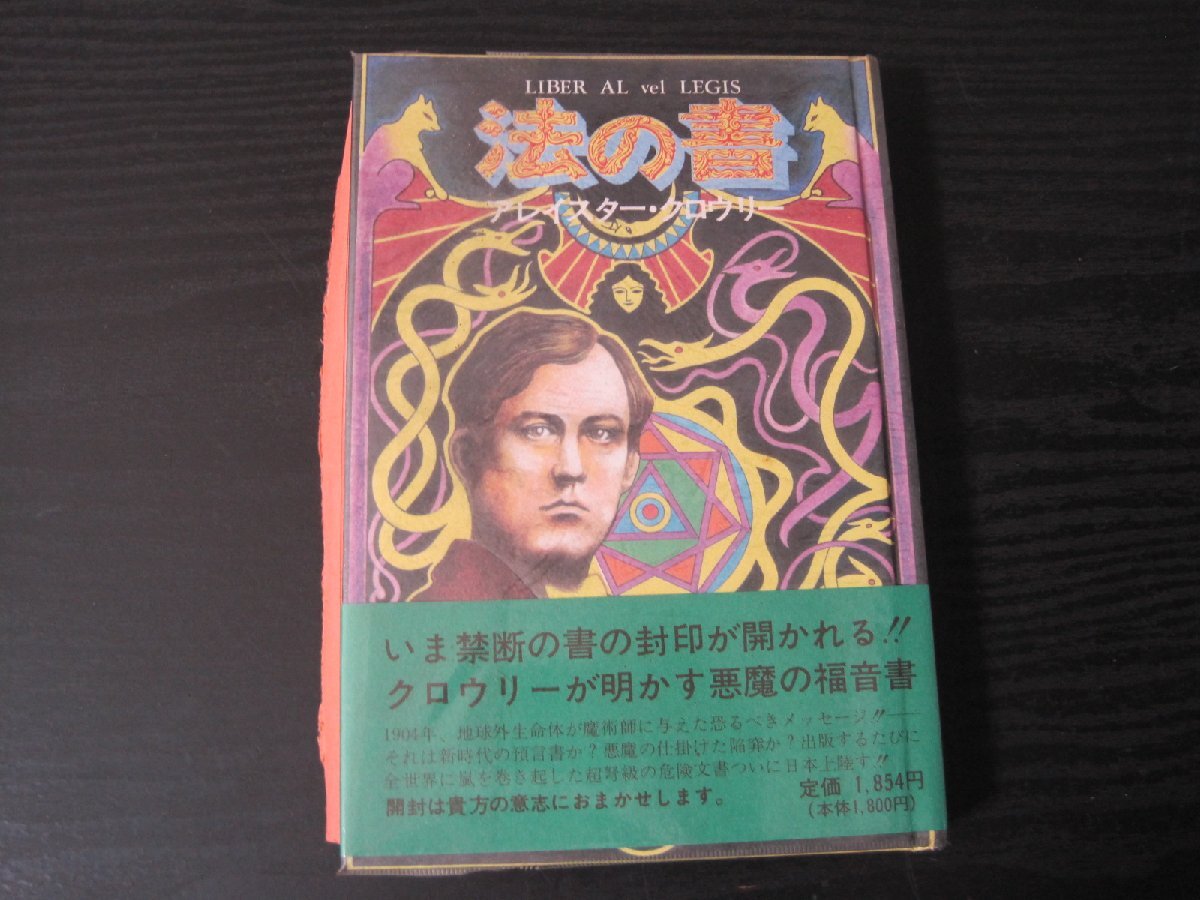 LIBER AL vel LEGIS
法の書
アレイスター・クロウリー
いま禁断の書の封印が開かれる!!
クロウリーが明かす悪魔の福音書
1904年、地球外生命体が魔術師に与えた恐るべきメッセージ!!――
それは新時代の預言書か?悪魔の仕掛けた陥穽か?出版するたびに
全世界に嵐を巻き起した超弩級の危険文書ついに日本上陸す!!
開封は貴方の意志におまかせします。
定価 1,854円
(本体1,800円)